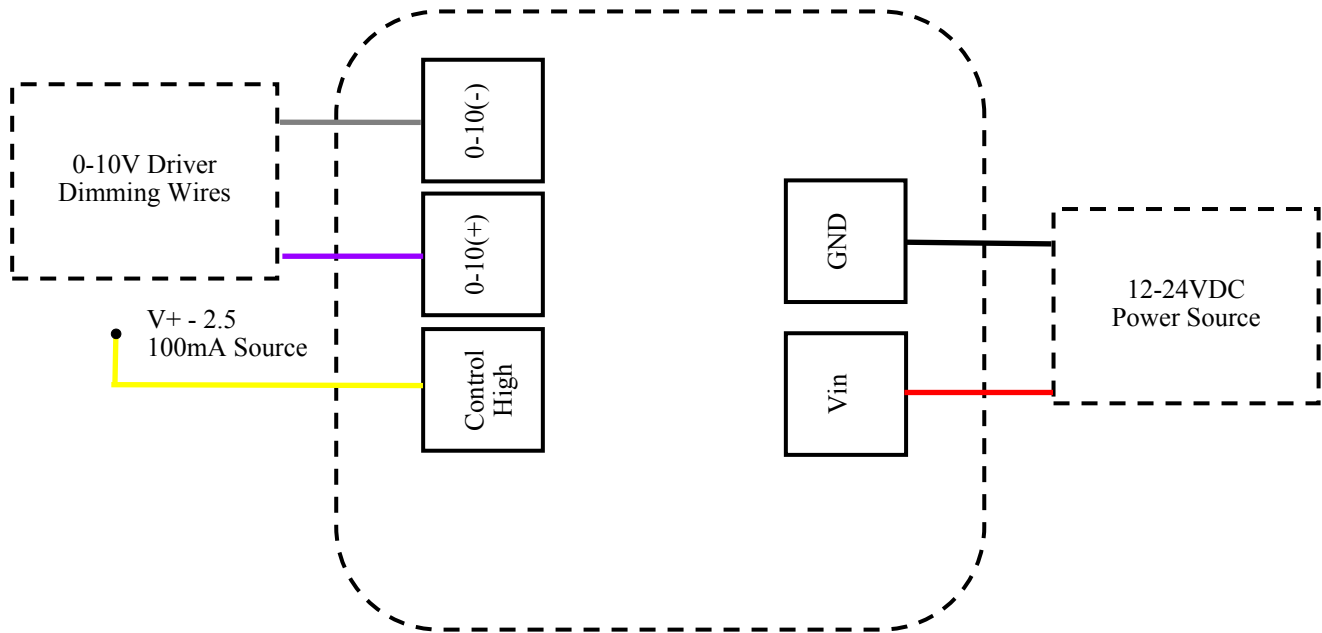 0-10V Driver
Dimming Wires
V+ - 2.5
100mA Source
0-10(-)
0-10(+)
Control
High
GND
Vin
12-24VDC
Power Source